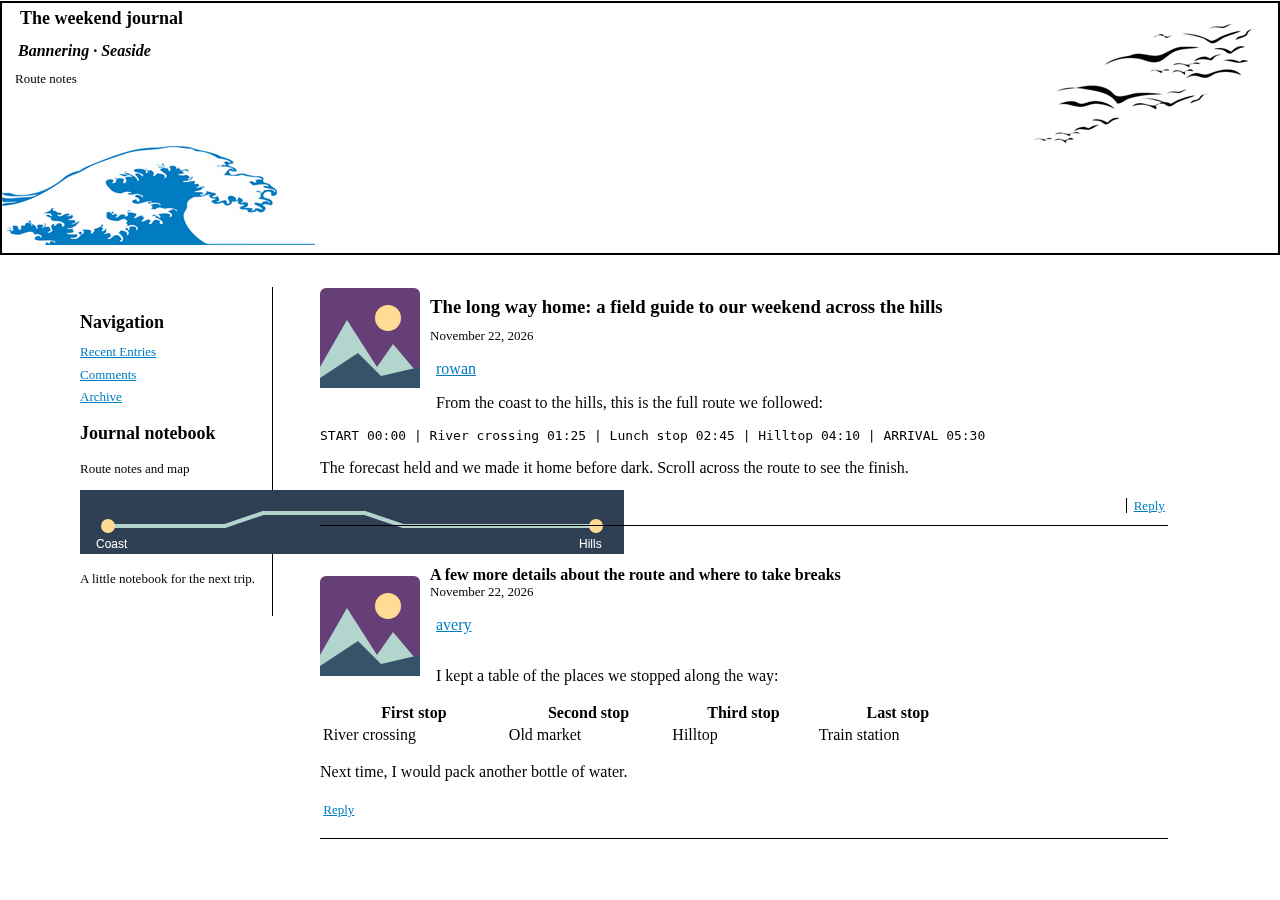 The weekend journal
Bannering · Seaside
Route notes
Navigation
Recent Entries
Comments
Archive
Journal notebook
Route notes and map
Coast Hills
A little notebook for the next trip.
The long way home: a field guide to our weekend across the hills
November 22, 2026
rowan
From the coast to the hills, this is the full route we followed:
START 00:00 | River crossing 01:25 | Lunch stop 02:45 | Hilltop 04:10 | ARRIVAL 05:30
The forecast held and we made it home before dark. Scroll across the route to see the finish.
Reply
A few more details about the route and where to take breaks
November 22, 2026
avery
I kept a table of the places we stopped along the way:
First stop Second stop Third stop Last stop
River crossing Old market Hilltop Train station
Next time, I would pack another bottle of water.
Reply